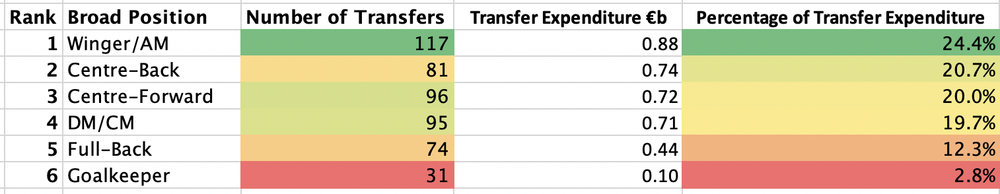 Rank Broad Position Number of Transfers Transfer Expenditure €b Percentage of Transfer Expenditure
1 Winger/AM 117 0.88 24.4%
2 Centre-Back 81 0.74 20.7%
3 Centre-Forward 96 0.72 20.0%
4 DM/CM 95 0.71 19.7%
5 Full-Back 74 0.44 12.3%
6 Goalkeeper 31 0.10 2.8%